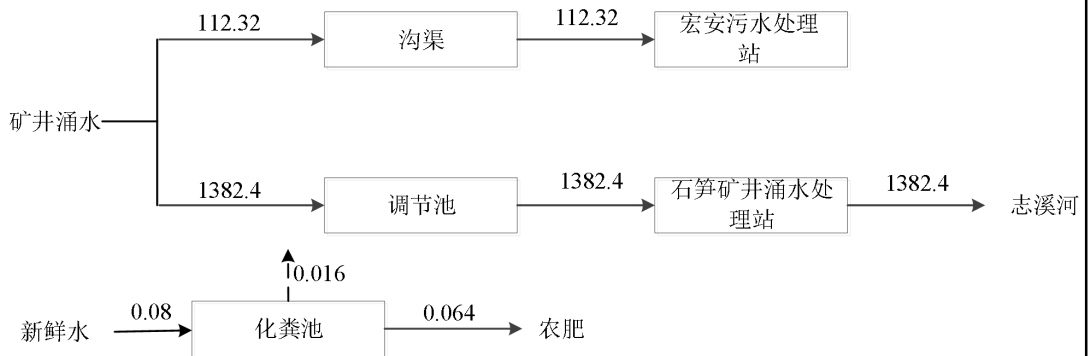 112.32
沟渠
112.32
宏安污水处理
站
矿井涌水
1382.4
调节池
1382.4
石笋矿井涌水处
理站
1382.4
志溪河
0.016
新鲜水
0.08
化粪池
0.064
农肥